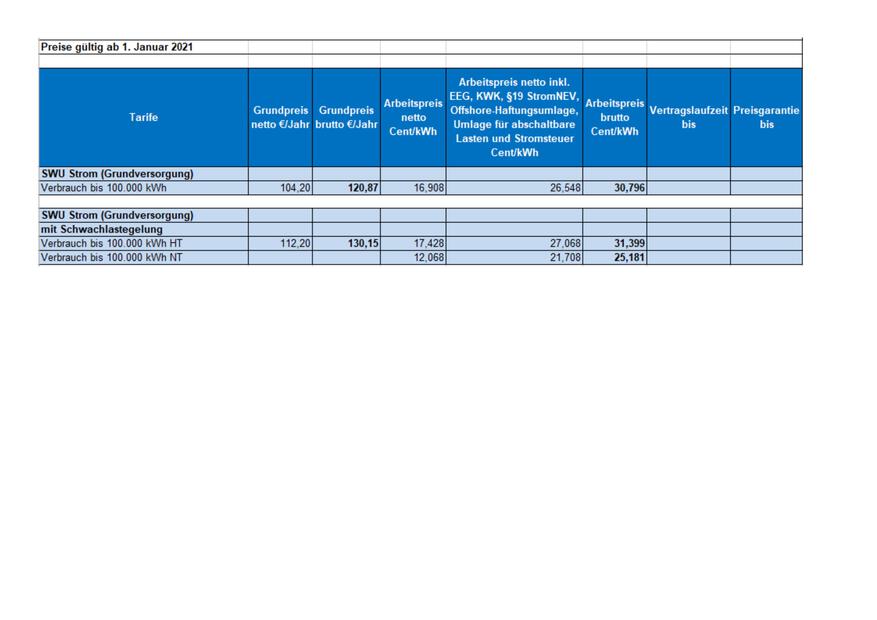 Preise gültig ab 1. Januar 2021
Tarife
Grundpreis
netto €/Jahr
Grundpreis
brutto €/Jahr
Arbeitspreis
netto
Cent/kWh
Arbeitspreis netto inkl.
EEG, KWK, §19 StromNEV,
Offshore-Haftungsumlage,
Umlage für abschaltbare
Lasten und Stromsteuer
Cent/kWh
Arbeitspreis
brutto
Cent/kWh
Vertragslaufzeit
bis
Preisgarantie
bis
SWU Strom (Grundversorgung)
Verbrauch bis 100.000 kWh 104,20 120,87 16,908 26,548 30,796
SWU Strom (Grundversorgung)
mit Schwachlastegelung
Verbrauch bis 100.000 kWh HT 112,20 130,15 17,428 27,068 31,399
Verbrauch bis 100.000 kWh NT 12,068 21,708 25,181